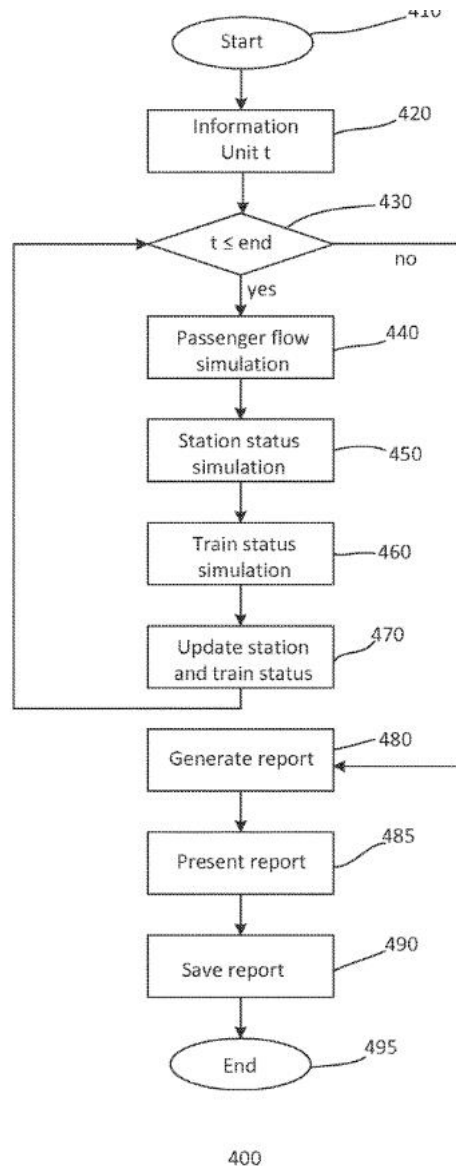 410
Start
420
Information
Unit t
430
t ≤ end
no
yes
Passenger flow
simulation
440
Station status
simulation
450
Train status
simulation
460
Update station
and train status
470
480
Generate report
Present report
485
Save report
490
End
495
400